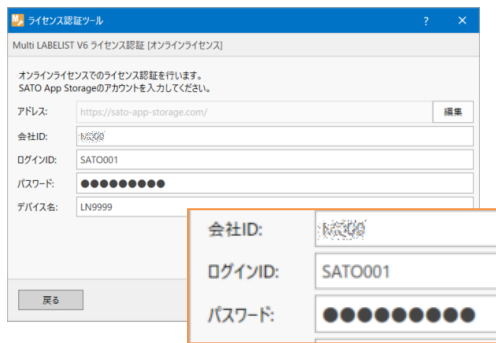 ライセンス認証ツール
Multi LABELIST V6 ライセンス認証 [オンラインライセンス]
オンラインライセンスでのライセンス認証を行います。
SATO App Storageのアカウントを入力してください。
アドレス: https://sato-app-storage.com/ 編集
会社ID:
ログインID: SATO001
パスワード: ●●●●●●●●●
デバイス名: LN9999
戻る
会社ID:
ログインID: SATO001
パスワード: ●●●●●●●●●